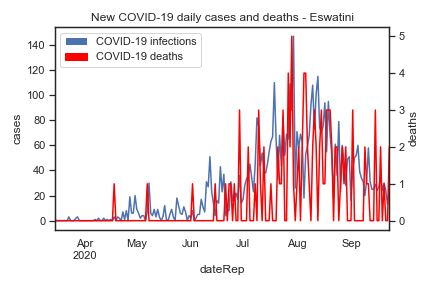 New COVID-19 daily cases and deaths - Eswatini
COVID-19 infections
COVID-19 deaths
cases
140
120
100
80
60
40
20
0
deaths
5
4
3
2
1
0
Apr
2020
May
Jun
Jul
Aug
Sep
dateRep